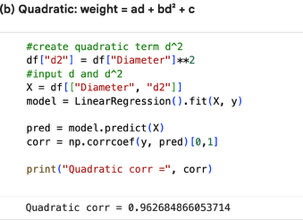 (b) Quadratic: weight = ad + bd² + c
#create quadratic term d^2
df["d2"] = df["Diameter"]**2
#input d and d^2
X = df[["Diameter", "d2"]]
model = LinearRegression().fit(X, y)
pred = model.predict(X)
corr = np.corrcoef(y, pred)[0,1]
print("Quadratic corr =", corr)
Quadratic corr = 0.962684866053714